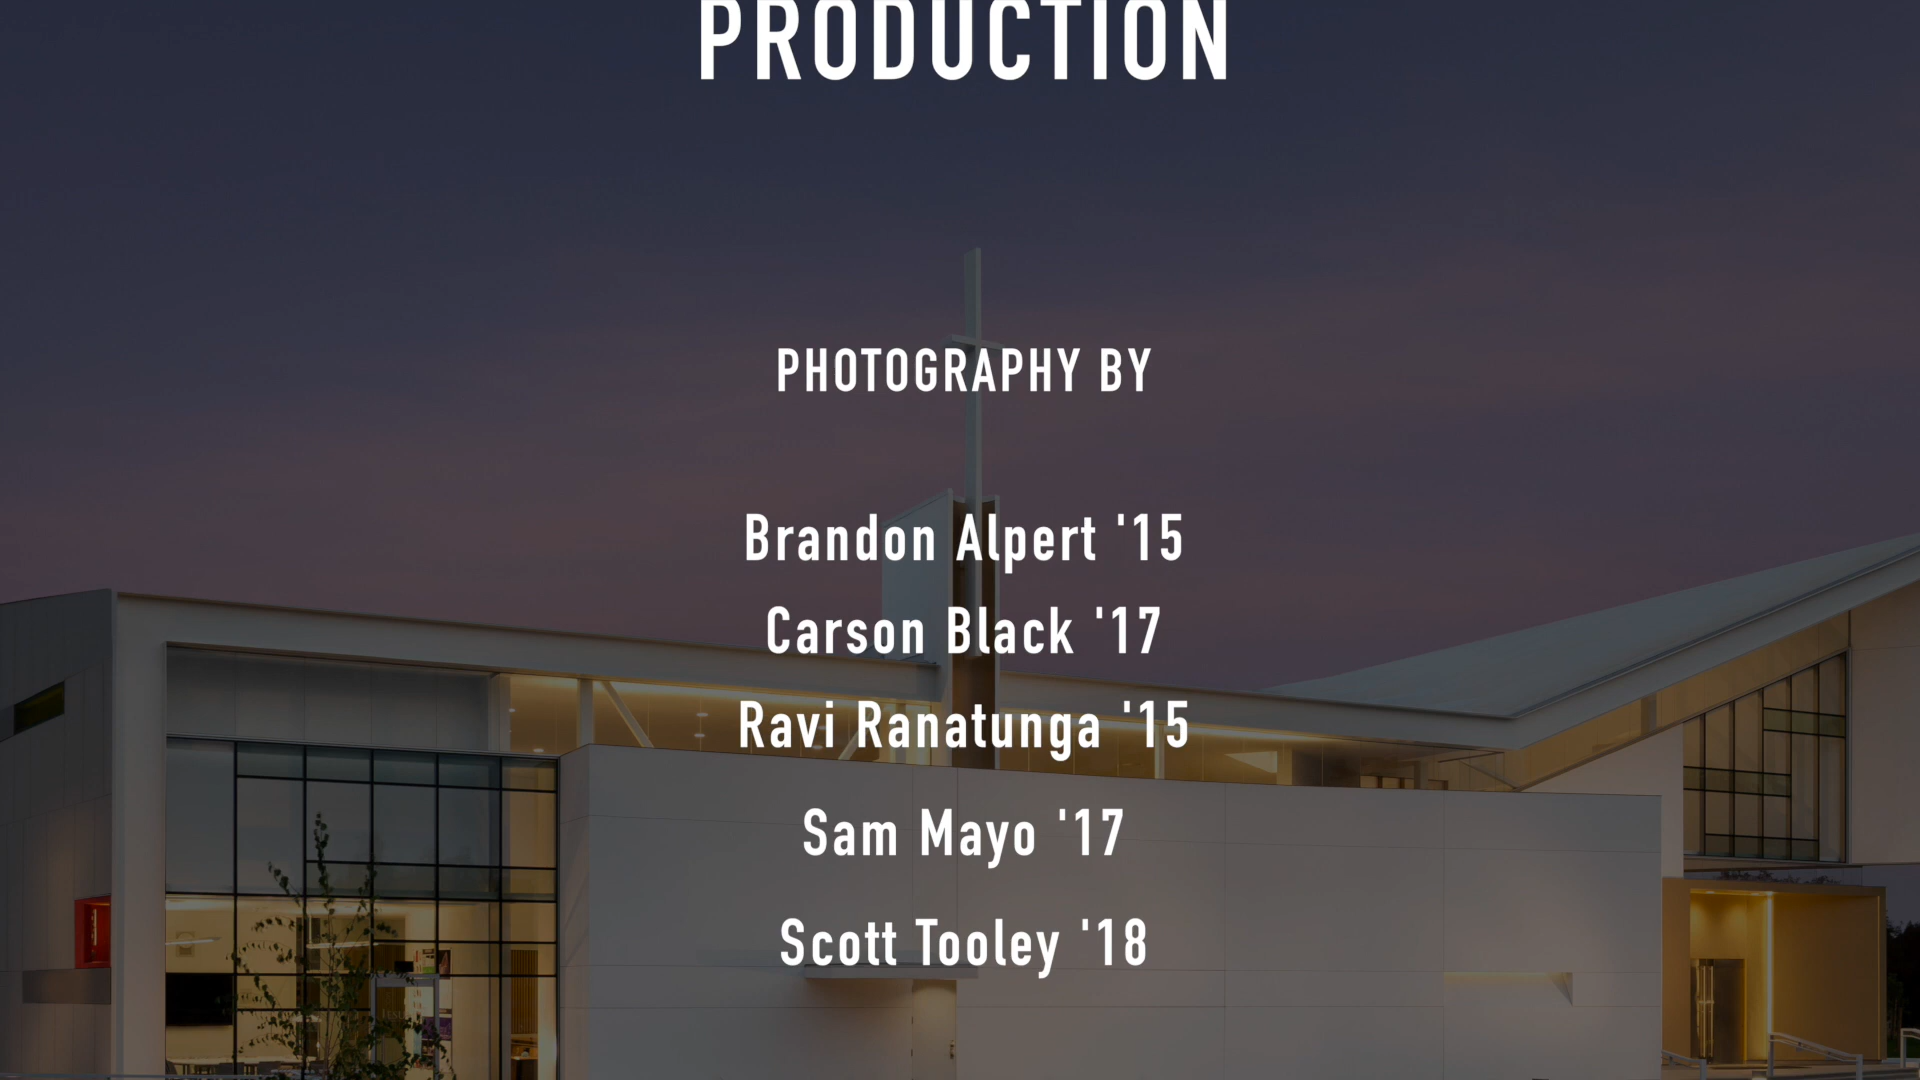 PRODUCTION
PHOTOGRAPHY BY
Brandon Alpert '15
Carson Black '17
Ravi Ranatunga '15
Sam Mayo '17
Scott Tooley '18